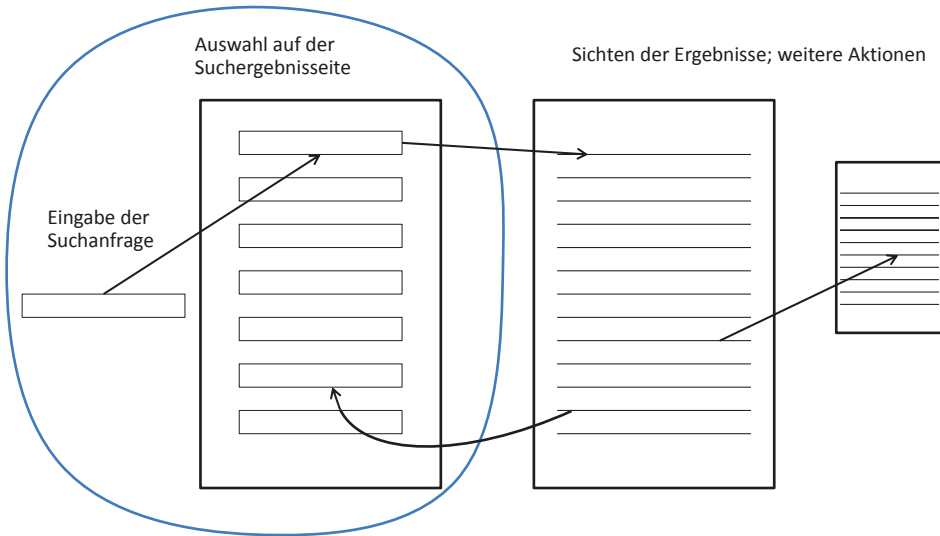 Auswahl auf der
Suchergebnisseite
Sichten der Ergebnisse; weitere Aktionen
Eingabe der
Suchanfrage